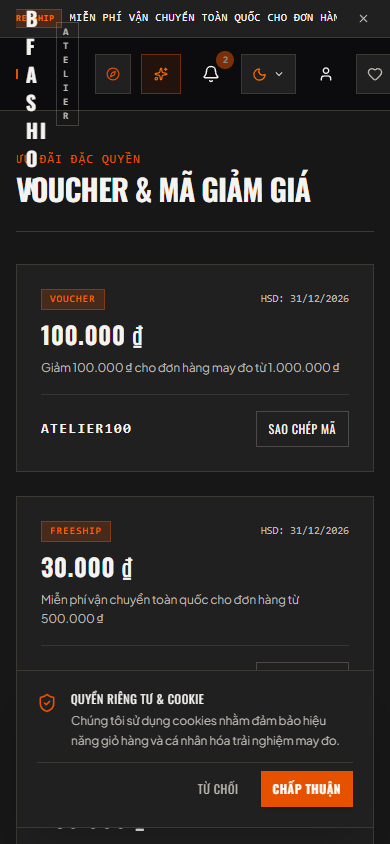 MIỄN PHÍ VẬN CHUYỂN TOÀN QUỐC CHO ĐƠN HÀN
B
F
A
S
HI
O
ATELIER
2
ĐÃI ĐẶC QUYỀN
VOUCHER & MÃ GIẢM GIÁ
VOUCHER
HSD: 31/12/2026
100.000 ₫
Giảm 100.000 ₫ cho đơn hàng may đo từ 1.000.000 ₫
ATELIER100
SAO CHÉP MÃ
FREESHIP
HSD: 31/12/2026
30.000 ₫
Miễn phí vận chuyển toàn quốc cho đơn hàng từ
500.000 ₫
QUYỀN RIÊNG TƯ & COOKIE
Chúng tôi sử dụng cookies nhằm đảm bảo hiệu
năng giỏ hàng và cá nhân hóa trải nghiệm may đo.
TỪ CHỐI
CHẤP THUẬN